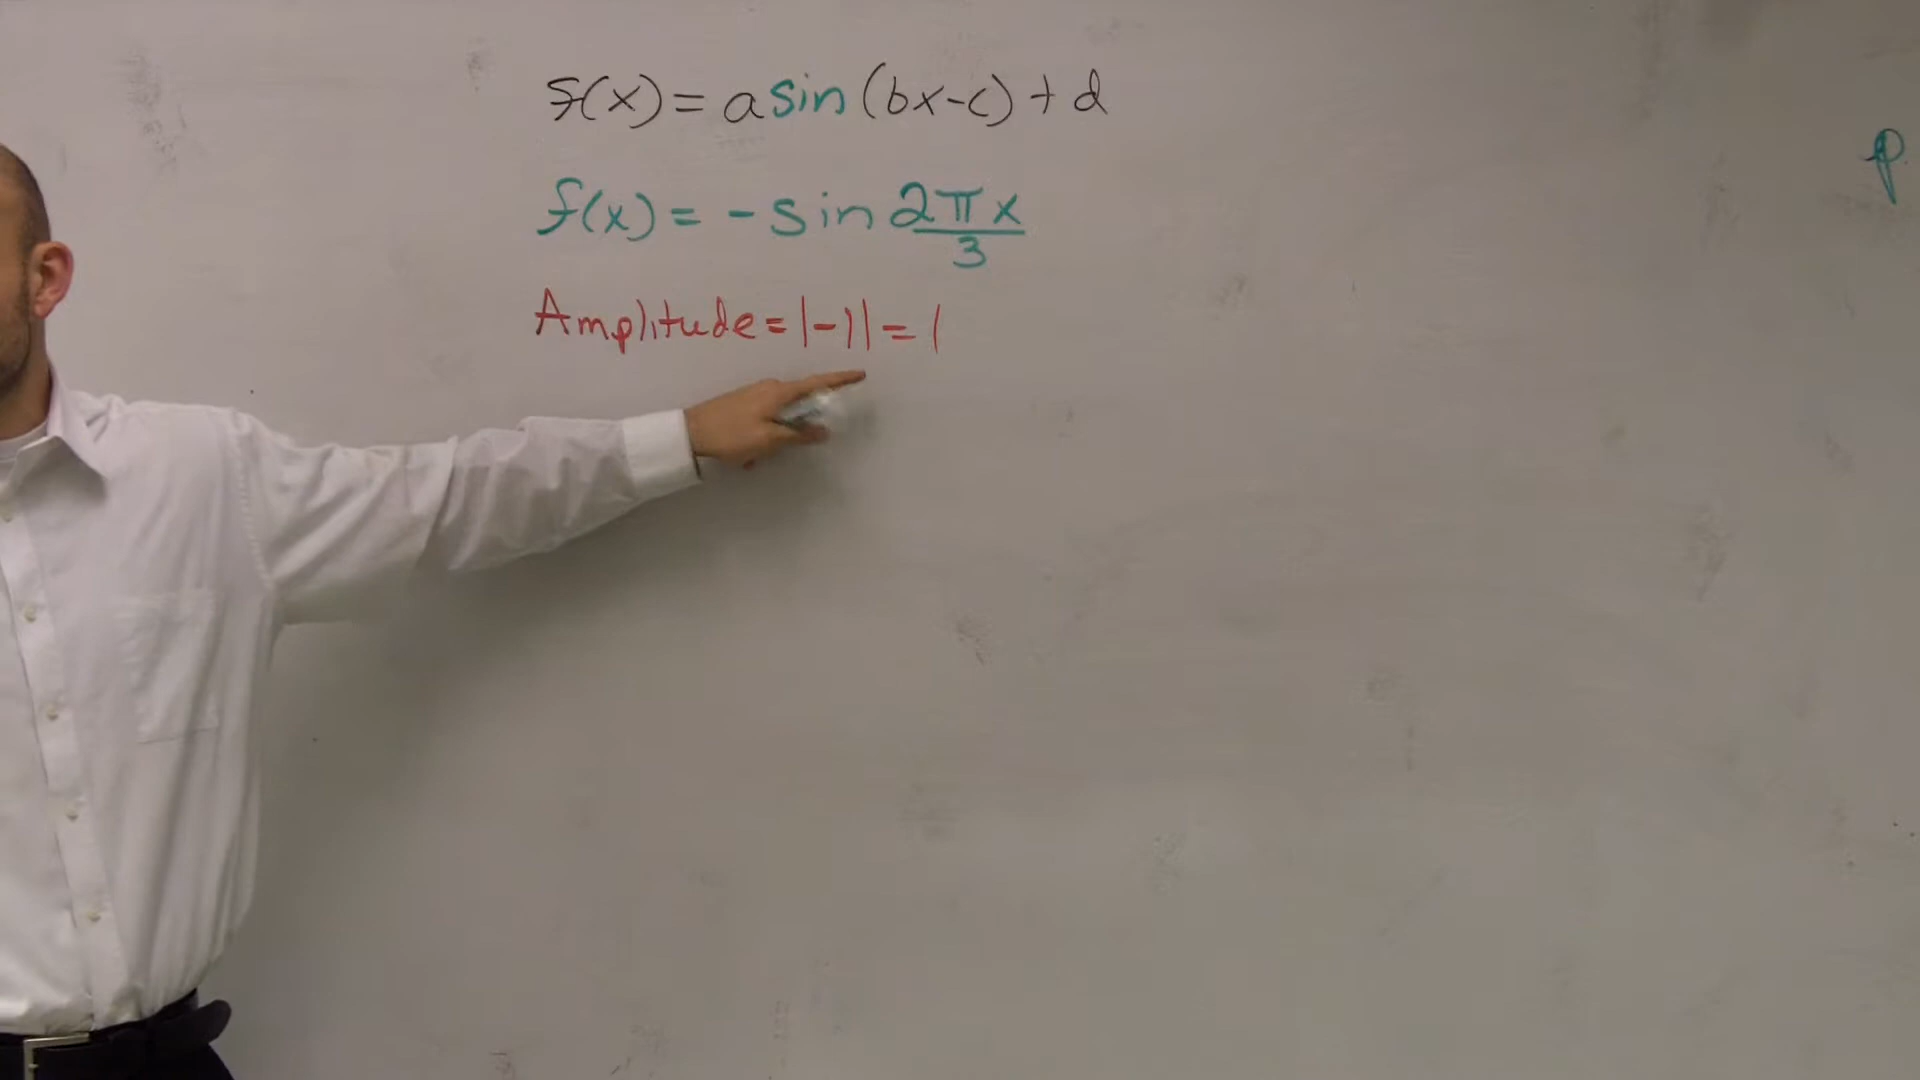 f(x) = a sin (bx-c) + d
f(x) = - sin 2πx/3
Amplitude = |-1| = 1
p